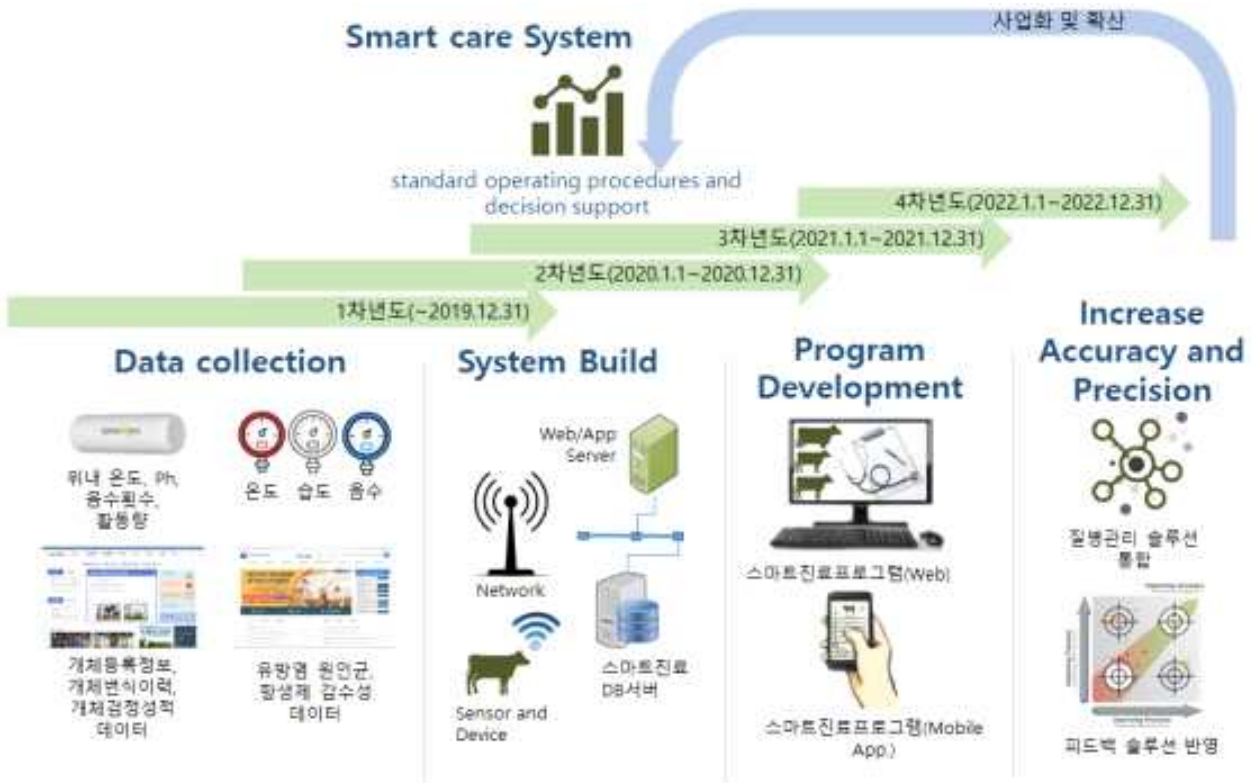 Smart care System
사업화 및 확산
standard operating procedures and
decision support
4차년도(2022.1.1~2022.12.31)
3차년도(2021.1.1~2021.12.31)
2차년도(2020.1.1~2020.12.31)
1차년도(~2019.12.31)
Data collection
위내 온도, Ph,
음수횟수,
활동량
온도 습도 음수
개체등록정보,
개체번식이력,
개체검정성적
데이터
유방염 원인균,
항생제 감수성
데이터
System Build
Web/App
Server
Network
Sensor and
Device
스마트진료
DB서버
Program
Development
스마트진료프로그램(Web)
스마트진료프로그램(Mobile
App.)
Increase
Accuracy and
Precision
질병관리 솔루션
통합
피드백 솔루션 반영